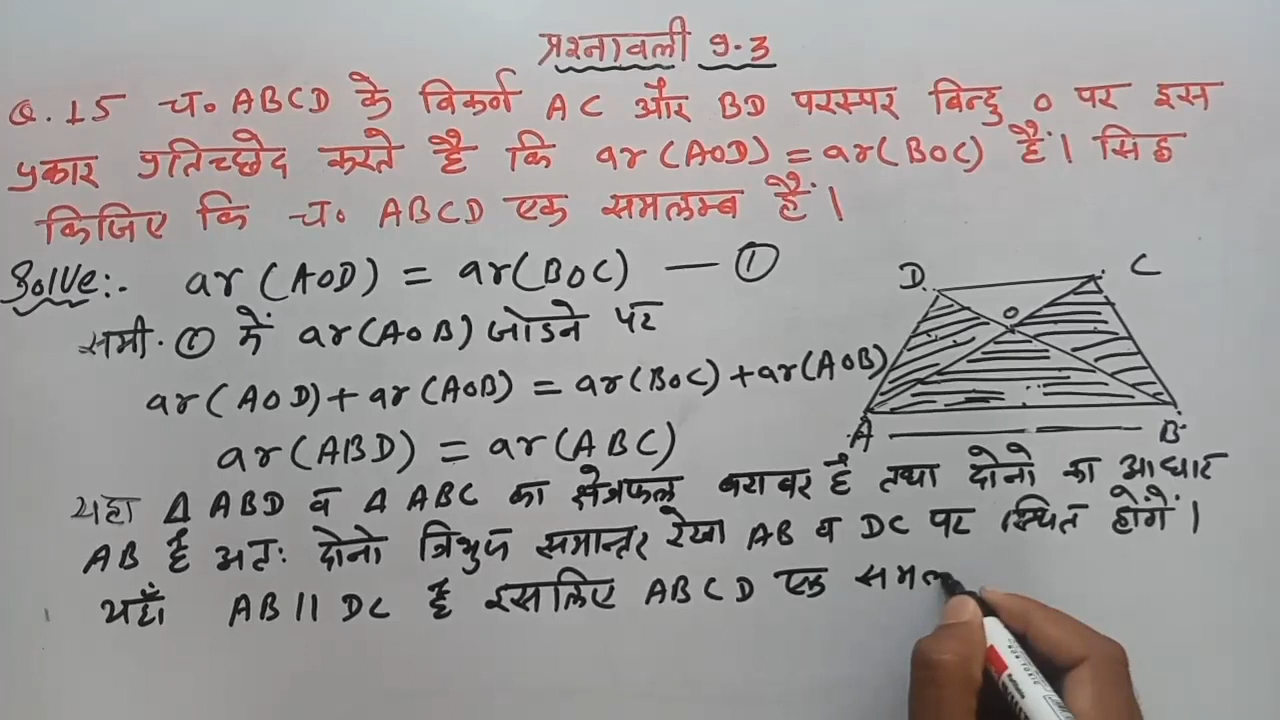 प्रश्नावली 9.3
Q.15 च० ABCD के विकर्ण AC और BD परस्पर बिन्दु O पर इस
प्रकार प्रतिच्छेद करते है कि ar(AOD) = ar(BOC) हैं। सिद्ध
किजिए कि च० ABCD एक समलम्ब हैं।
Solve:- ar(AOD) = ar(BOC) — ①
समी. ① में ar(AOB) जोडने पर
ar(AOD) + ar(AOB) = ar(BOC) + ar(AOB)
ar(ABD) = ar(ABC)
यहा Δ ABD व Δ ABC का क्षेत्रफल बराबर है तथा दोनो का आधार
AB है अतः दोनो त्रिभुज समान्तर रेखा AB व DC पर स्थित होगें।
यहाँ AB || DC है इसलिए ABCD एक समल
D C
O
A B